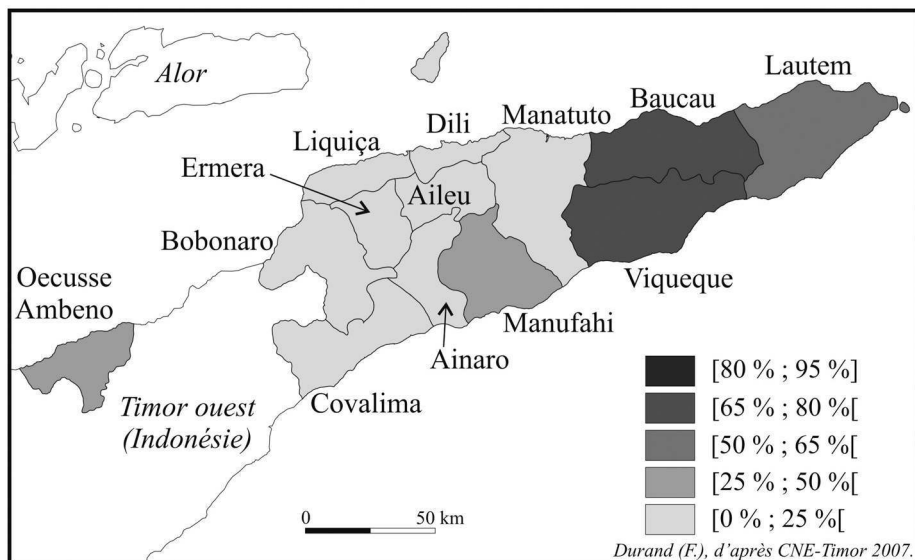 Alor
Lautem
Baucau
Manatuto
Dili
Liquiça
Ermera
Aileu
Bobonaro
Oecusse
Ambeno
Viqueque
Manufahi
Ainaro
Covalima
Timor ouest
(Indonésie)
[80 % ; 95 %]
[65 % ; 80 %[
[50 % ; 65 %[
[25 % ; 50 %[
[0 % ; 25 %[
0 50 km
Durand (F.), d'après CNE-Timor 2007.